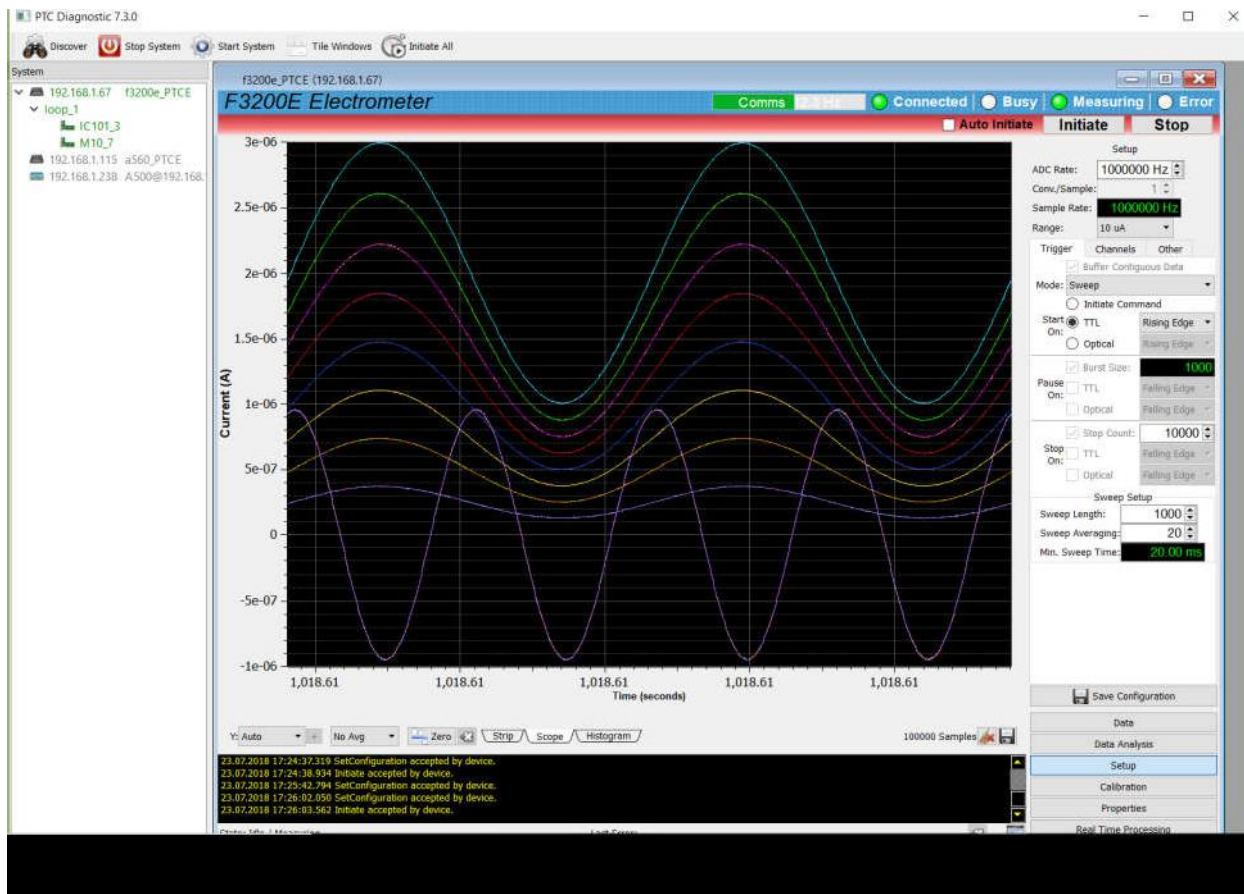 PTC Diagnostic 7.3.0
Discover Stop System Start System Tile Windows Initiate All
System
192.168.1.67 f3200e_PTCE
loop_1
IC101_3
M10_7
192.168.1.115 a560_PTCE
192.168.1.238 A500@192.168.
f3200e_PTCE (192.168.1.67)
F3200E Electrometer
Comms Connected Busy Measuring Error
Auto Initiate Initiate Stop
3e-06
2.5e-06
2e-06
1.5e-06
1e-06
5e-07
0
-5e-07
-1e-06
Current (A)
1,018.61 1,018.61 1,018.61 1,018.61 1,018.61
Time (seconds)
Setup
ADC Rate: 1000000 Hz
Conv./Sample: 1
Sample Rate: 1000000 Hz
Range: 10 uA
Trigger Channels Other
Buffer Contiguous Data
Mode: Sweep
Initiate Command
Start On: TTL Rising Edge
Optical Rising Edge
Burst Size: 1000
Pause On: TTL Falling Edge
Optical Falling Edge
Stop Count: 10000
Stop On: TTL Falling Edge
Optical Falling Edge
Sweep Setup
Sweep Length: 1000
Sweep Averaging: 20
Min. Sweep Time: 20.00 ms
Save Configuration
Data
Data Analysis
Setup
Calibration
Properties
Real Time Processing
Y: Auto No Avg Zero Strip Scope Histogram 100000 Samples
23.07.2018 17:24:37.319 SetConfiguration accepted by device.
23.07.2018 17:24:38.934 Initiate accepted by device.
23.07.2018 17:25:42.794 SetConfiguration accepted by device.
23.07.2018 17:26:02.050 SetConfiguration accepted by device.
23.07.2018 17:26:03.562 Initiate accepted by device.